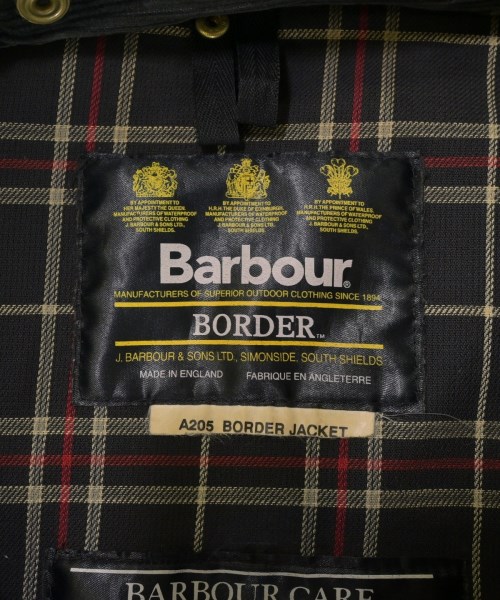 BY APPOINTMENT TO
HER MAJESTY THE QUEEN.
MANUFACTURERS OF WATERPROOF
AND PROTECTIVE CLOTHING
J. BARBOUR & SONS LTD.
SOUTH SHIELDS.
BY APPOINTMENT TO
H.R.H. THE DUKE OF EDINBURGH,
MANUFACTURERS OF WATERPROOF
AND PROTECTIVE CLOTHING
J. BARBOUR & SONS LTD.,
SOUTH SHIELDS.
BY APPOINTMENT TO
H.R.H. THE PRINCE OF WALES,
MANUFACTURERS OF WATERPROOF
AND PROTECTIVE CLOTHING
J. BARBOUR & SONS LTD.
SOUTH SHIELDS.
Barbour®
MANUFACTURERS OF SUPERIOR OUTDOOR CLOTHING SINCE 1894
BORDER™
J. BARBOUR & SONS LTD., SIMONSIDE, SOUTH SHIELDS
MADE IN ENGLAND FABRIQUE EN ANGLETERRE
A205 BORDER JACKET
BARBOUR CARE